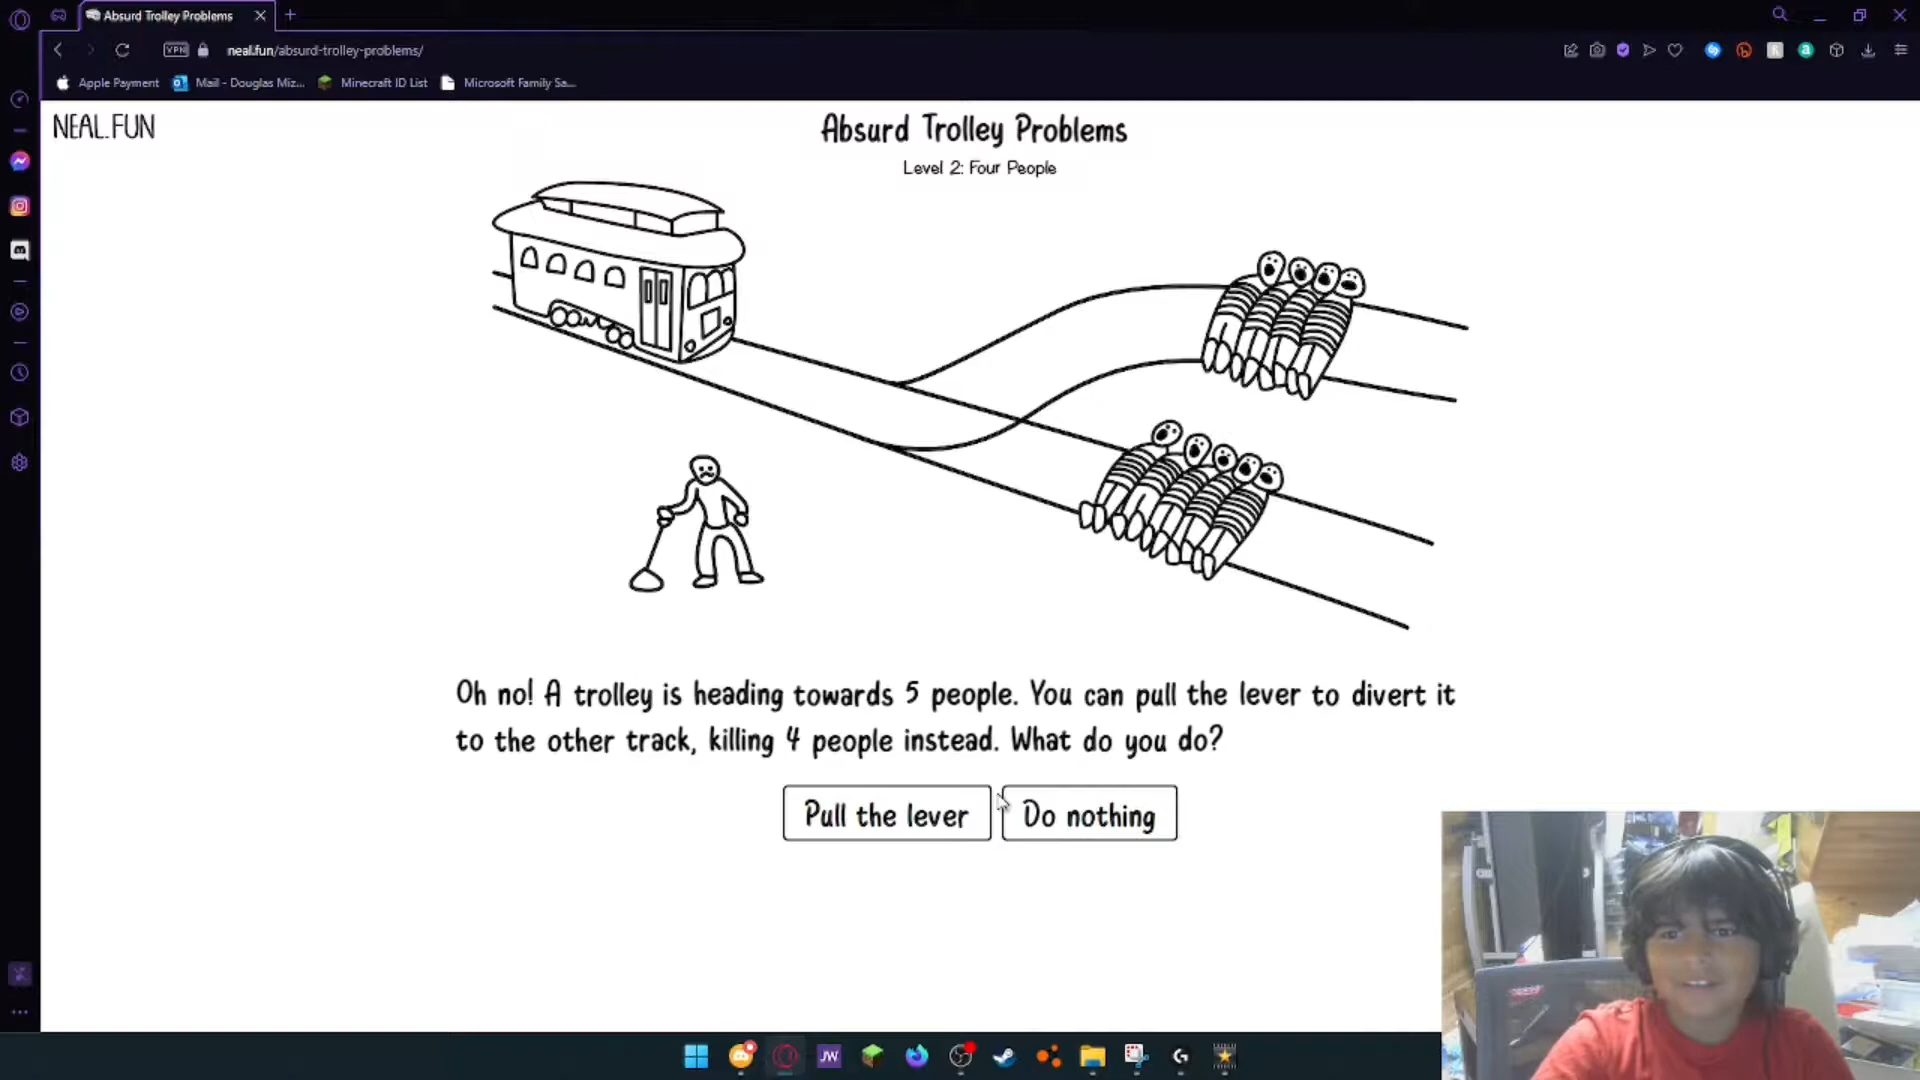 Absurd Trolley Problems
VPN
neal.fun/absurd-trolley-problems/
Apple Payment
Mail - Douglas Miz...
Minecraft ID List
Microsoft Family Sa...
NEAL.FUN
Absurd Trolley Problems
Level 2: Four People
Oh no! A trolley is heading towards 5 people. You can pull the lever to divert it
to the other track, killing 4 people instead. What do you do?
Pull the lever
Do nothing
JW